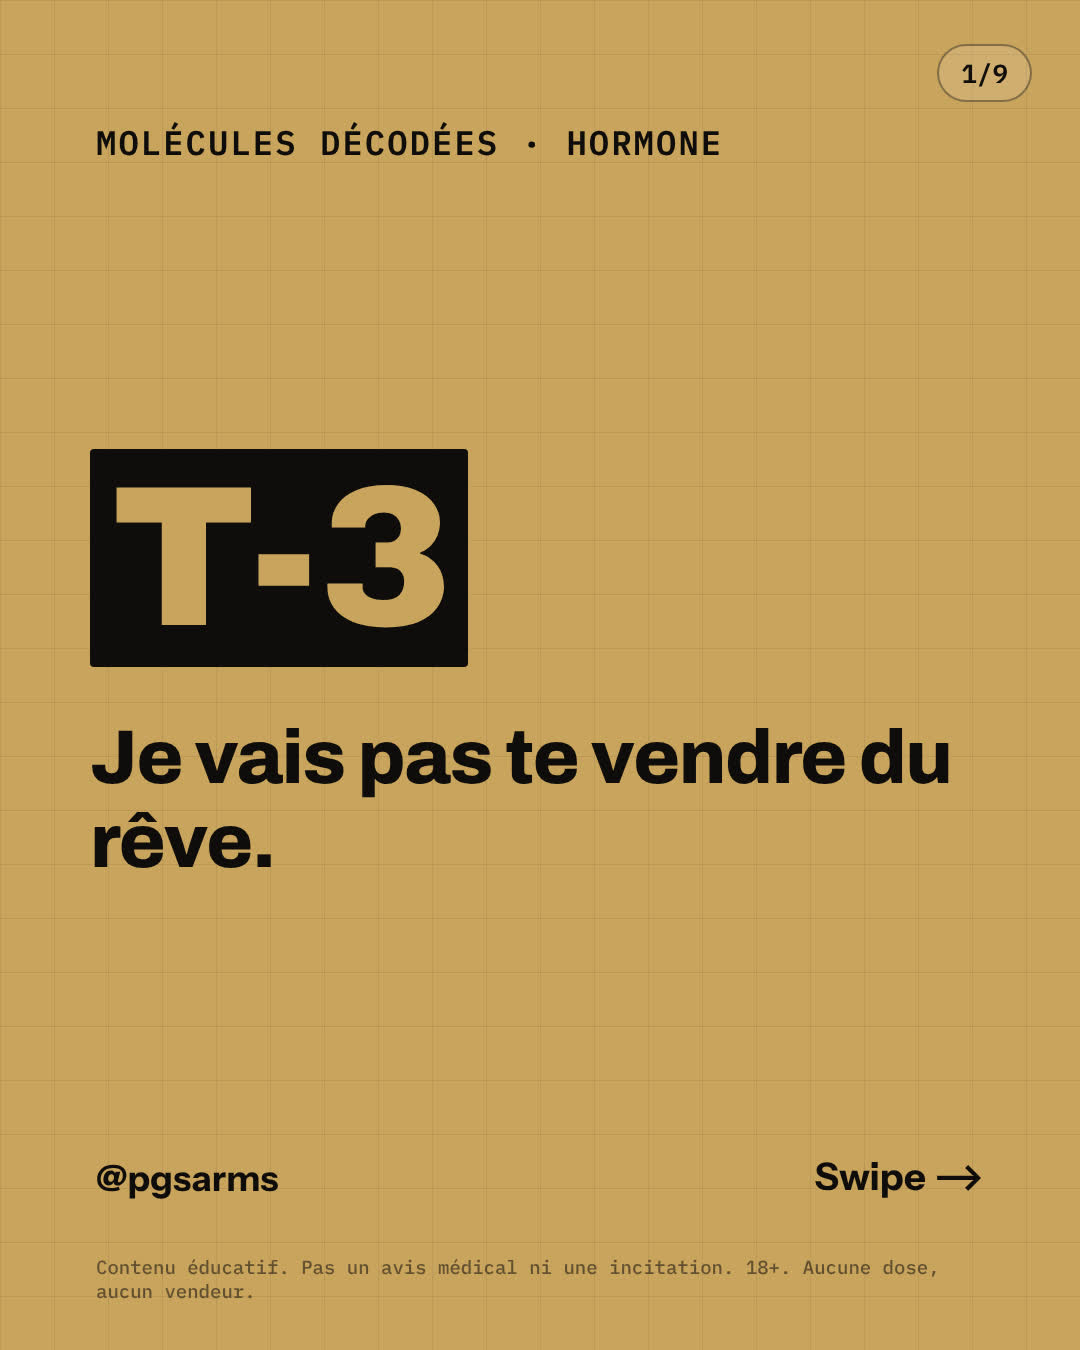 1/9
MOLÉCULES DÉCODÉES · HORMONE
T-3
Je vais pas te vendre du
rêve.
@pgsarms
Swipe →
Contenu éducatif. Pas un avis médical ni une incitation. 18+. Aucune dose,
aucun vendeur.